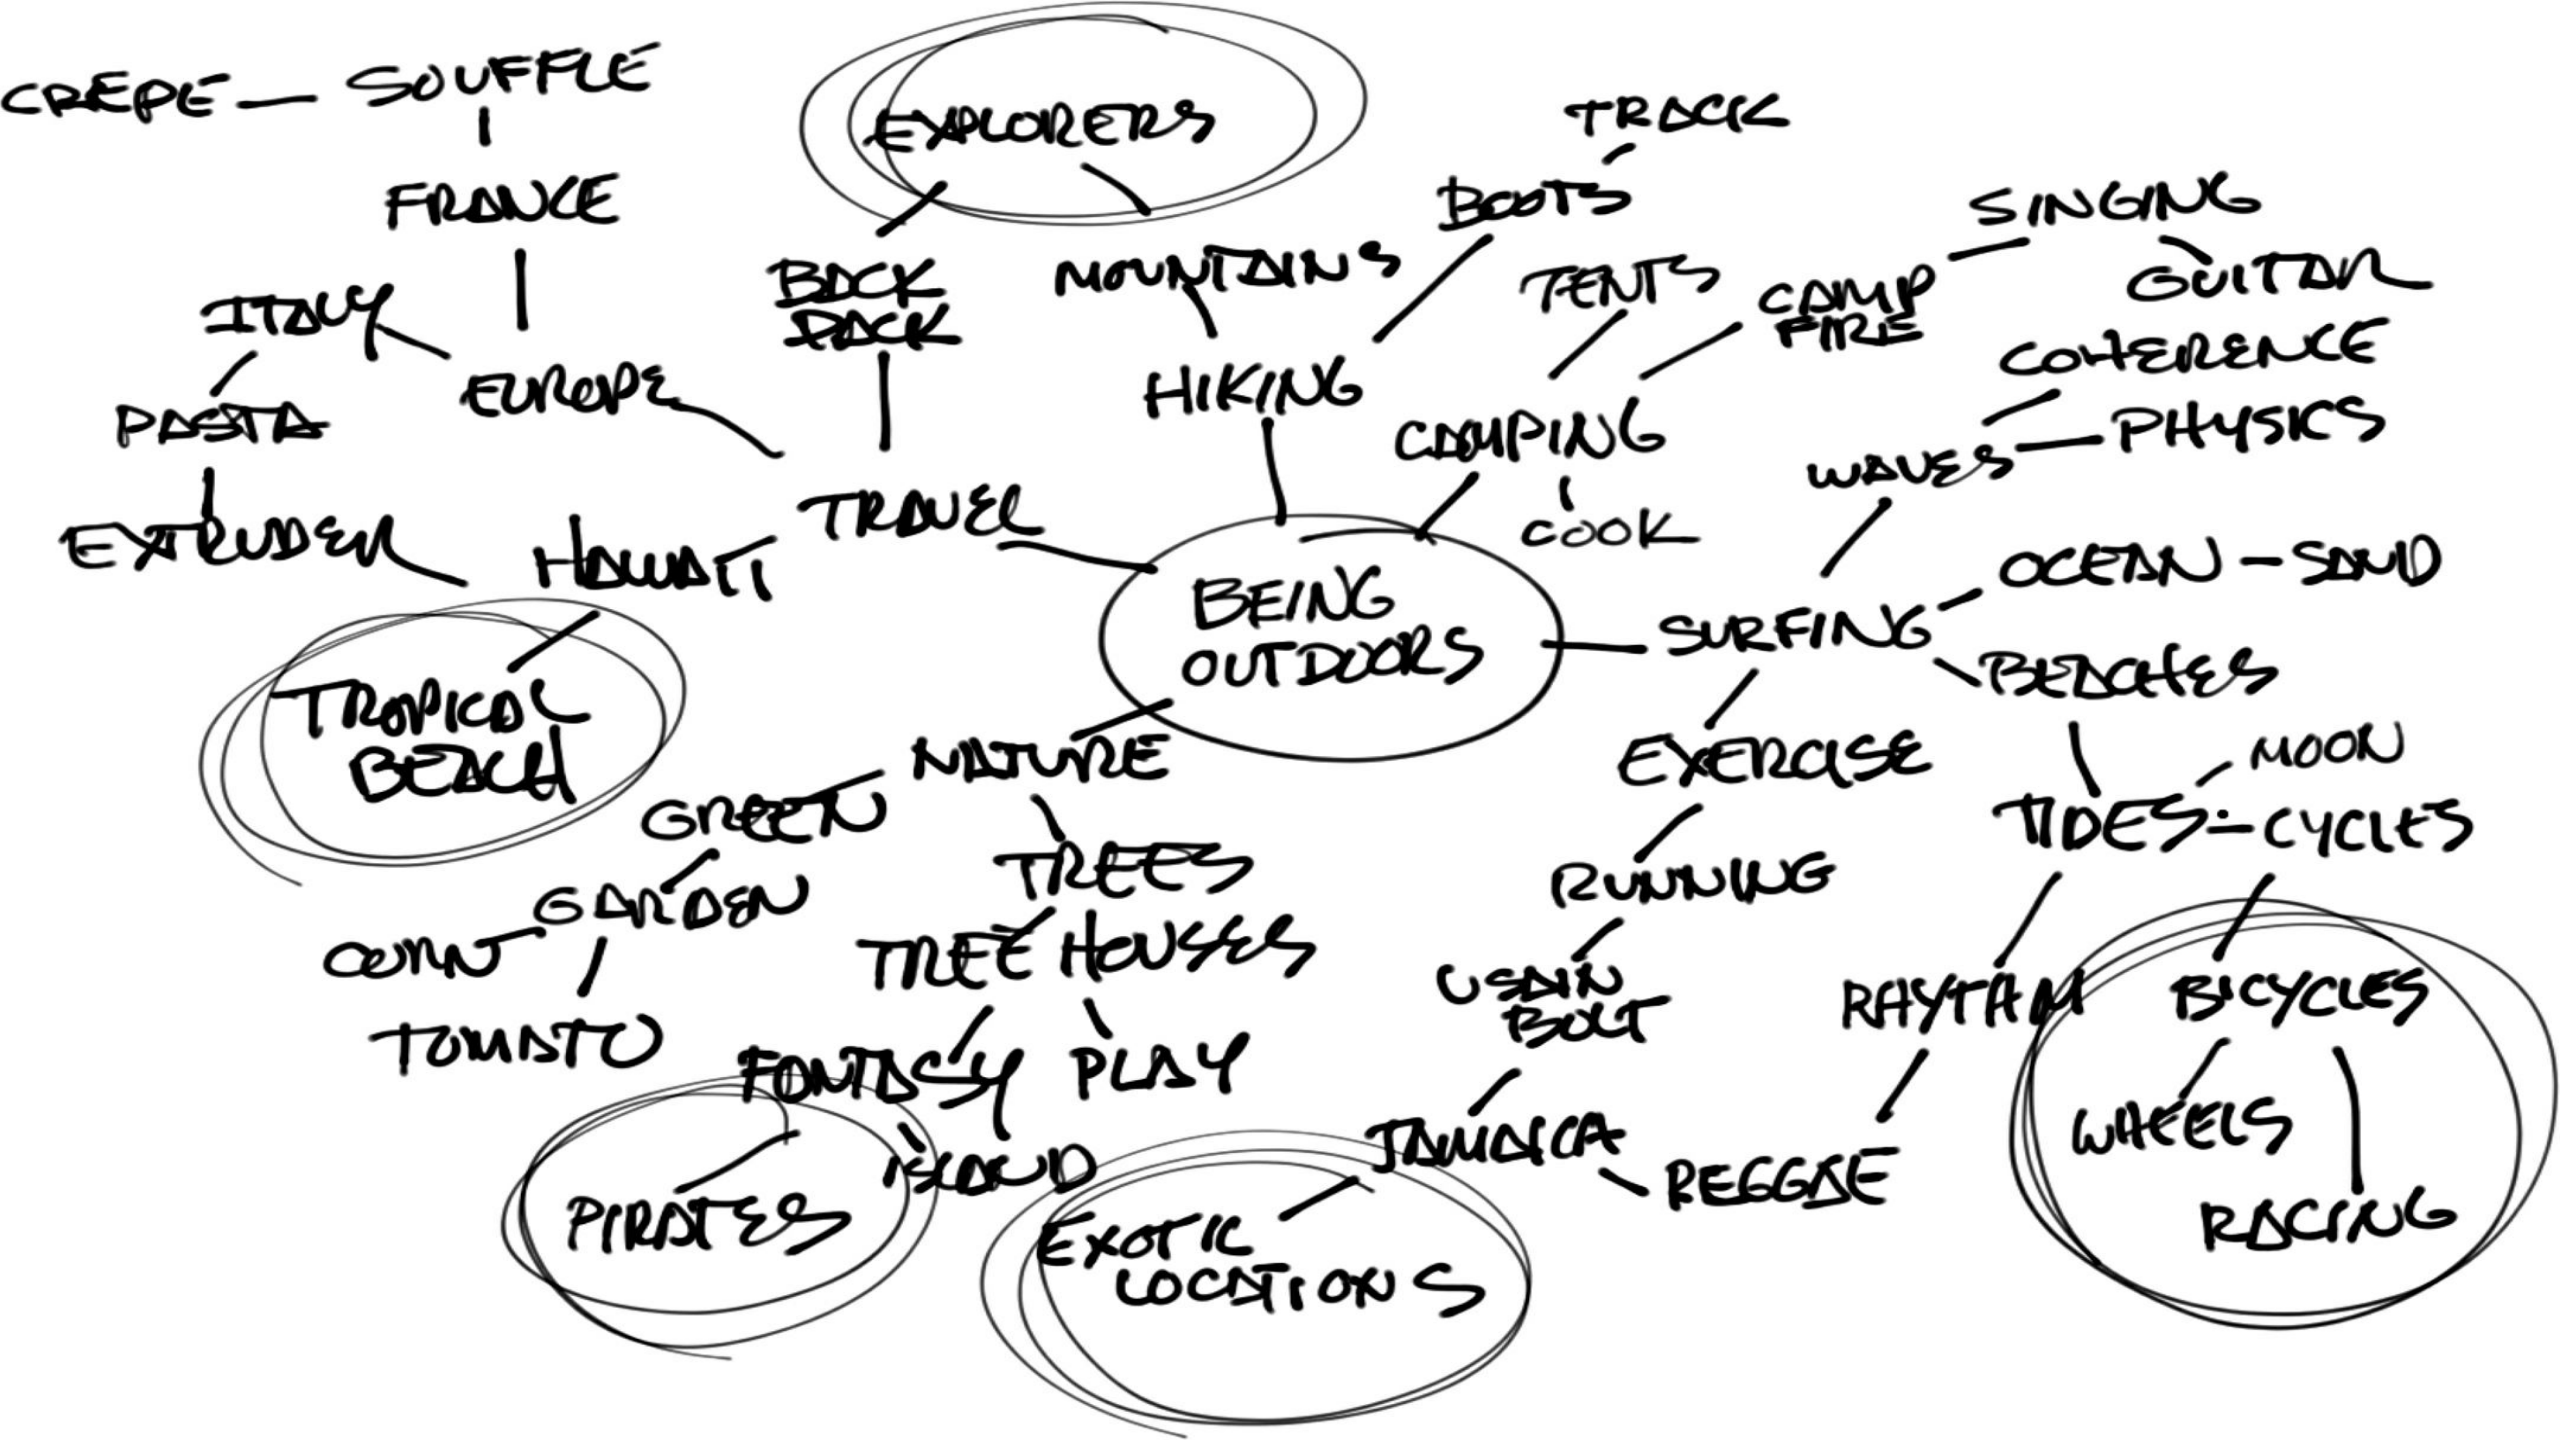 CREPE — SOUFFLE
EXPLORERS
TRACK
FRANCE
BOOTS
SINGING
BACK
PACK
MOUNTAINS
TENTS
CAMP
FIRE
GUITAR
ITALY
COHERENCE
EUROPE
HIKING
PASTA
CAMPING
PHYSICS
WAVES
TRAVEL
EXTRUDER
HAWAII
COOK
OCEAN — SAND
BEING
OUTDOORS
SURFING
BEACHES
TROPICAL
BEACH
NATURE
EXERCISE
MOON
GREEN
TIDES — CYCLES
TREES
RUNNING
GARDEN
CORN
TREE HOUSES
USAIN
BOLT
RHYTHM
BICYCLES
TOMATO
FONTASY
PLAY
WHEELS
JAMAICA
ISLAND
REGGAE
PIRATES
RACING
EXOTIC
LOCATIONS